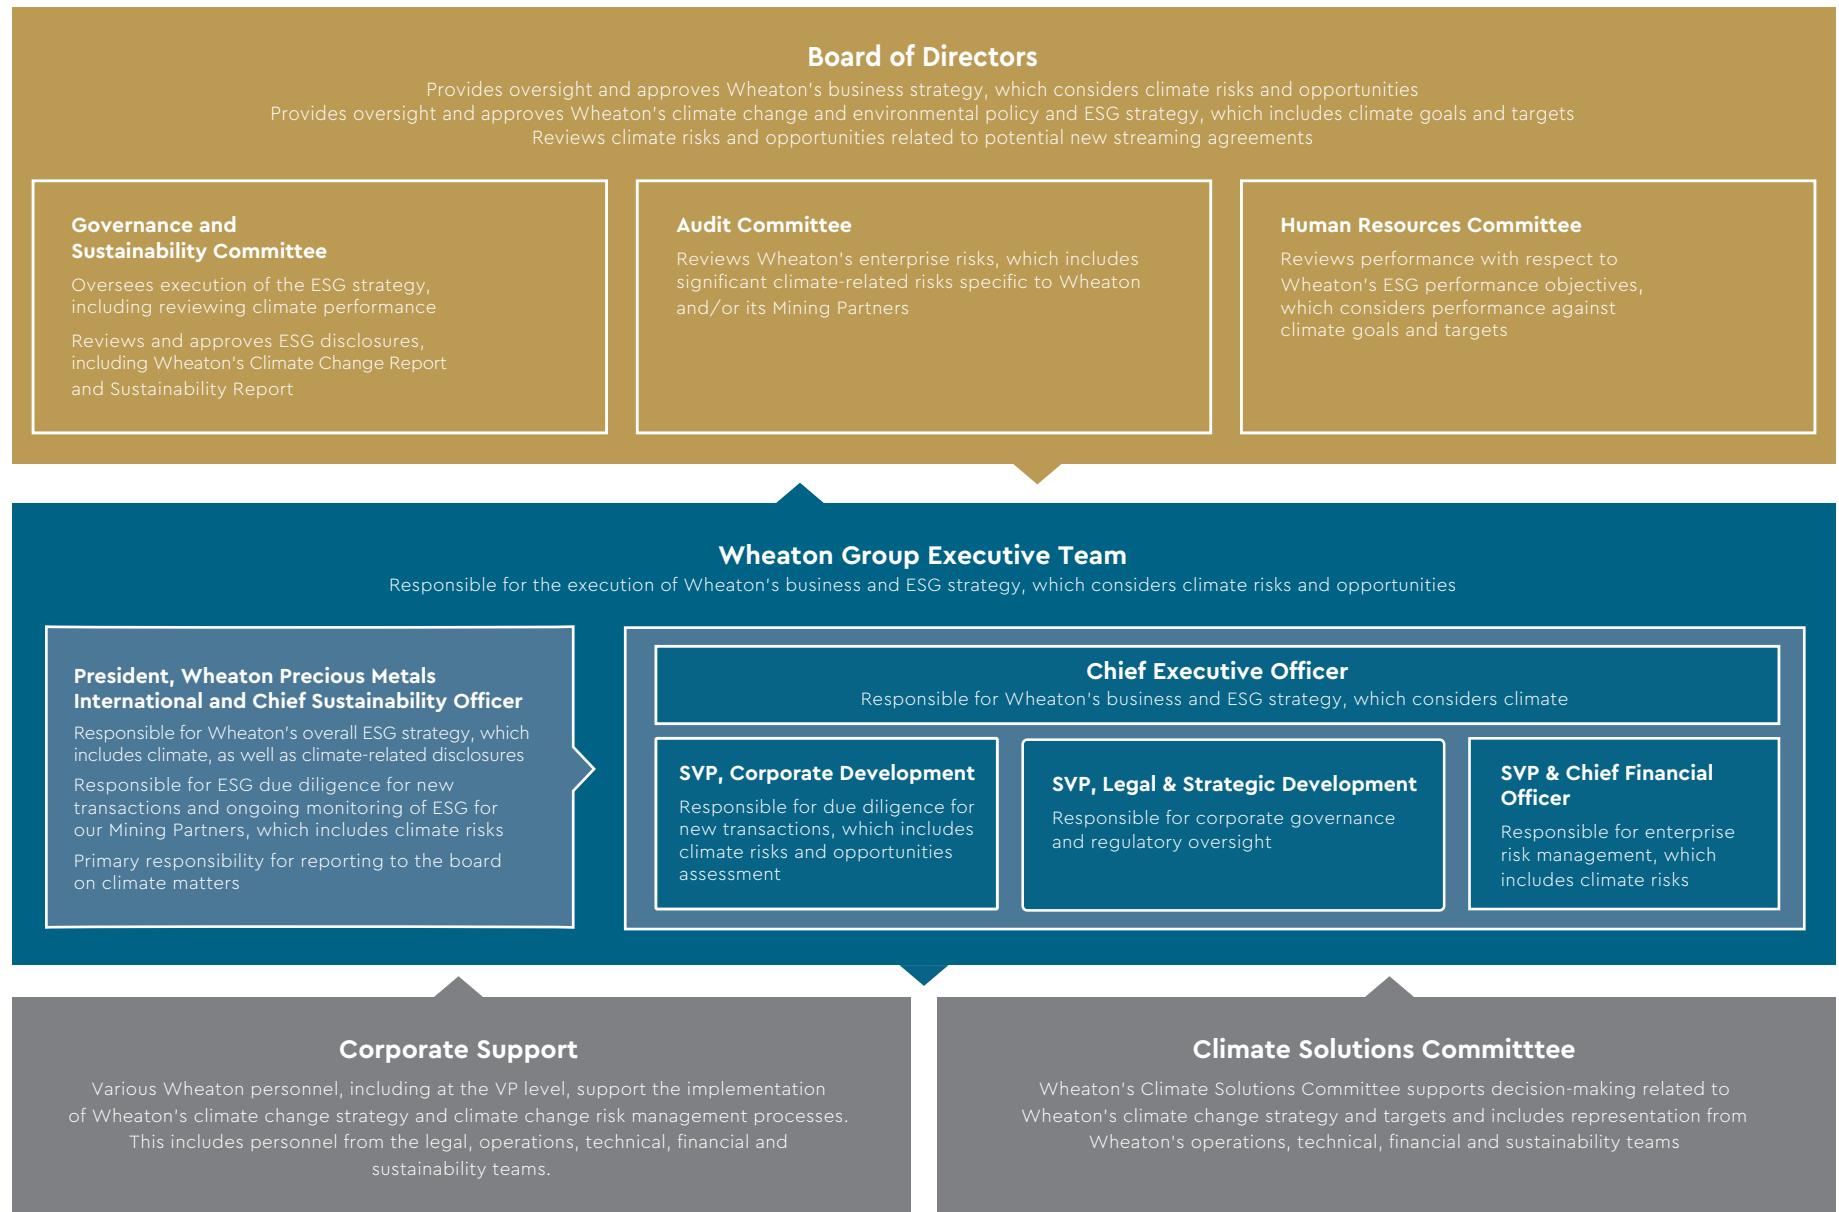 Board of Directors
Provides oversight and approves Wheaton's business strategy, which considers climate risks and opportunities
Provides oversight and approves Wheaton's climate change and environmental policy and ESG strategy, which includes climate goals and targets
Reviews climate risks and opportunities related to potential new streaming agreements
Governance and
Sustainability Committee
Oversees execution of the ESG strategy,
including reviewing climate performance
Reviews and approves ESG disclosures,
including Wheaton's Climate Change Report
and Sustainability Report
Audit Committee
Reviews Wheaton's enterprise risks, which includes
significant climate-related risks specific to Wheaton
and/or its Mining Partners
Human Resources Committee
Reviews performance with respect to
Wheaton's ESG performance objectives,
which considers performance against
climate goals and targets
Wheaton Group Executive Team
Responsible for the execution of Wheaton's business and ESG strategy, which considers climate risks and opportunities
President, Wheaton Precious Metals
International and Chief Sustainability Officer
Responsible for Wheaton's overall ESG strategy, which
includes climate, as well as climate-related disclosures
Responsible for ESG due diligence for new
transactions and ongoing monitoring of ESG for
our Mining Partners, which includes climate risks
Primary responsibility for reporting to the board
on climate matters
Chief Executive Officer
Responsible for Wheaton's business and ESG strategy, which considers climate
SVP, Corporate Development
Responsible for due diligence for
new transactions, which includes
climate risks and opportunities
assessment
SVP, Legal & Strategic Development
Responsible for corporate governance
and regulatory oversight
SVP & Chief Financial
Officer
Responsible for enterprise
risk management, which
includes climate risks
Corporate Support
Various Wheaton personnel, including at the VP level, support the implementation
of Wheaton's climate change strategy and climate change risk management processes.
This includes personnel from the legal, operations, technical, financial and
sustainability teams.
Climate Solutions Committtee
Wheaton's Climate Solutions Committee supports decision-making related to
Wheaton's climate change strategy and targets and includes representation from
Wheaton's operations, technical, financial and sustainability teams